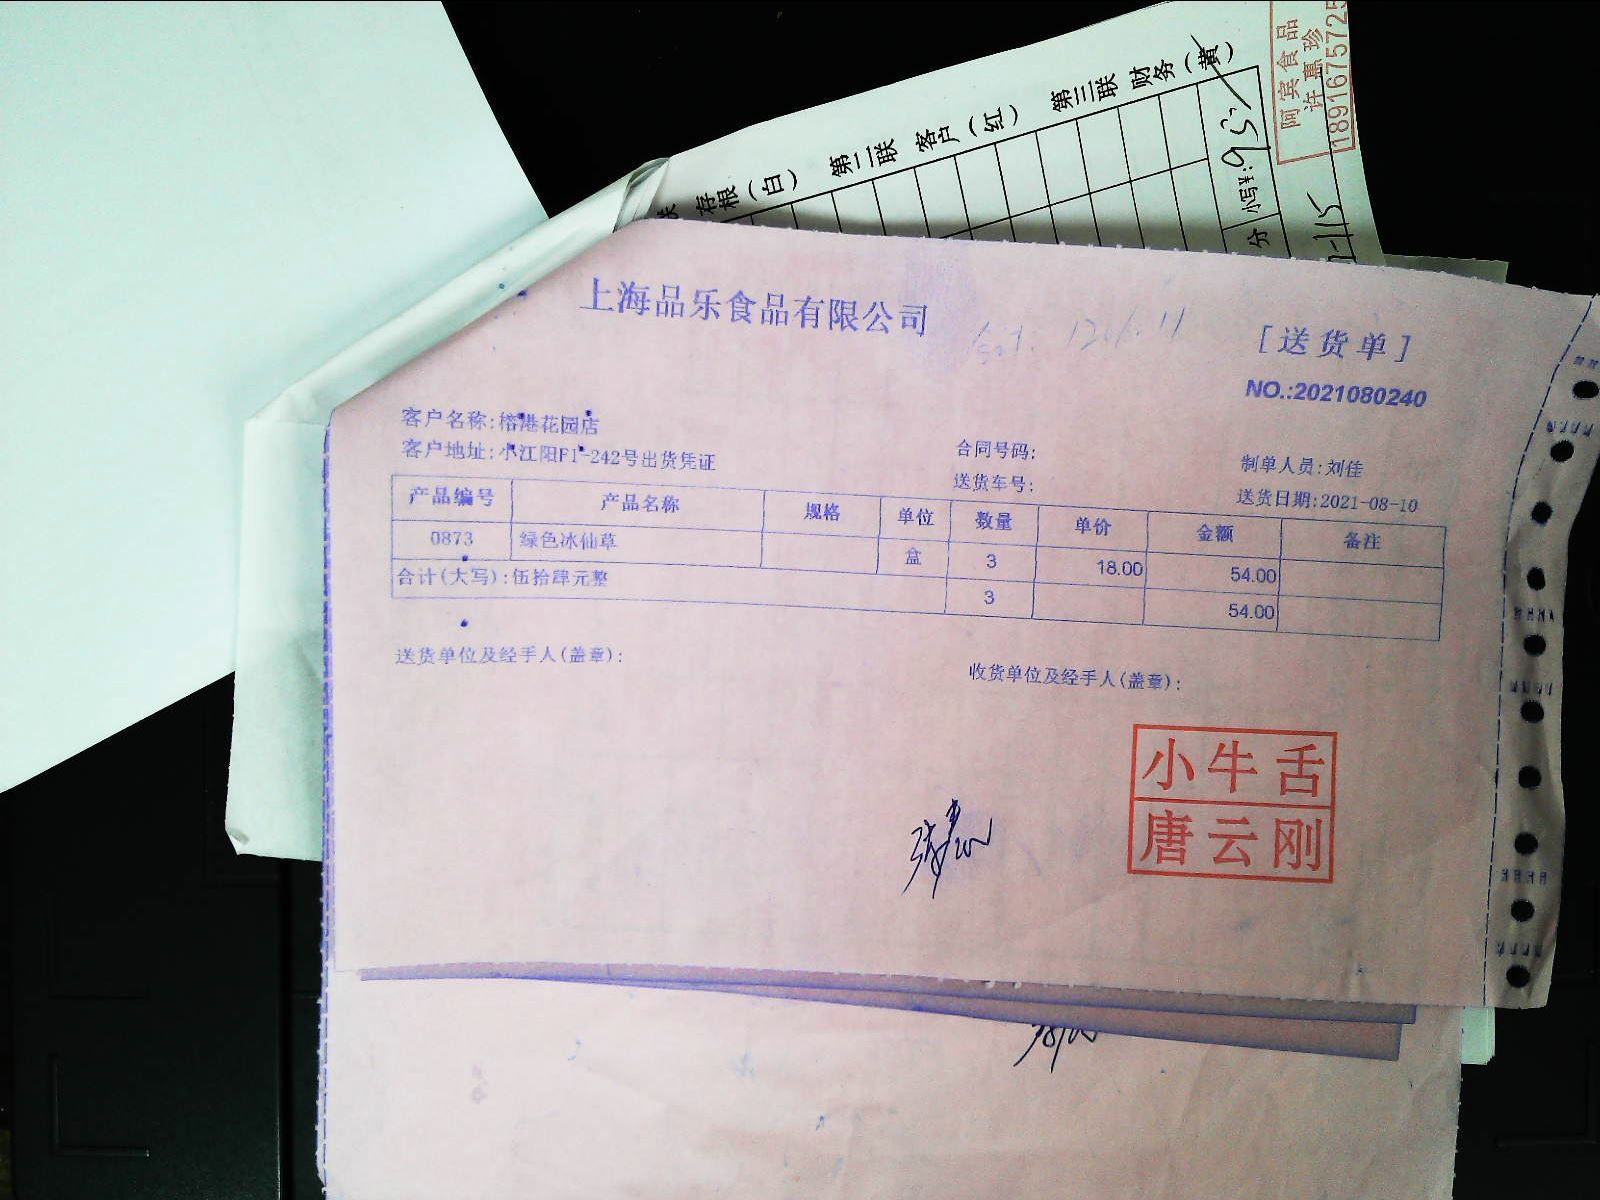 存根(白) 第二联 客户(红) 第三联 财务(黄)
小写¥:
分
阿宾食品
许惠珍
1891675725
上海品乐食品有限公司
[送货单]
NO.:2021080240
客户名称:榕港花园店
客户地址:小江阳F1-242号出货凭证
合同号码:
制单人员:刘佳
送货车号:
送货日期:2021-08-10
产品编号 产品名称 规格 单位 数量 单价 金额 备注
0873 绿色冰仙草 盒 3 18.00 54.00
合计(大写):伍拾肆元整 3 54.00
送货单位及经手人(盖章):
收货单位及经手人(盖章):
小牛舌
唐云刚